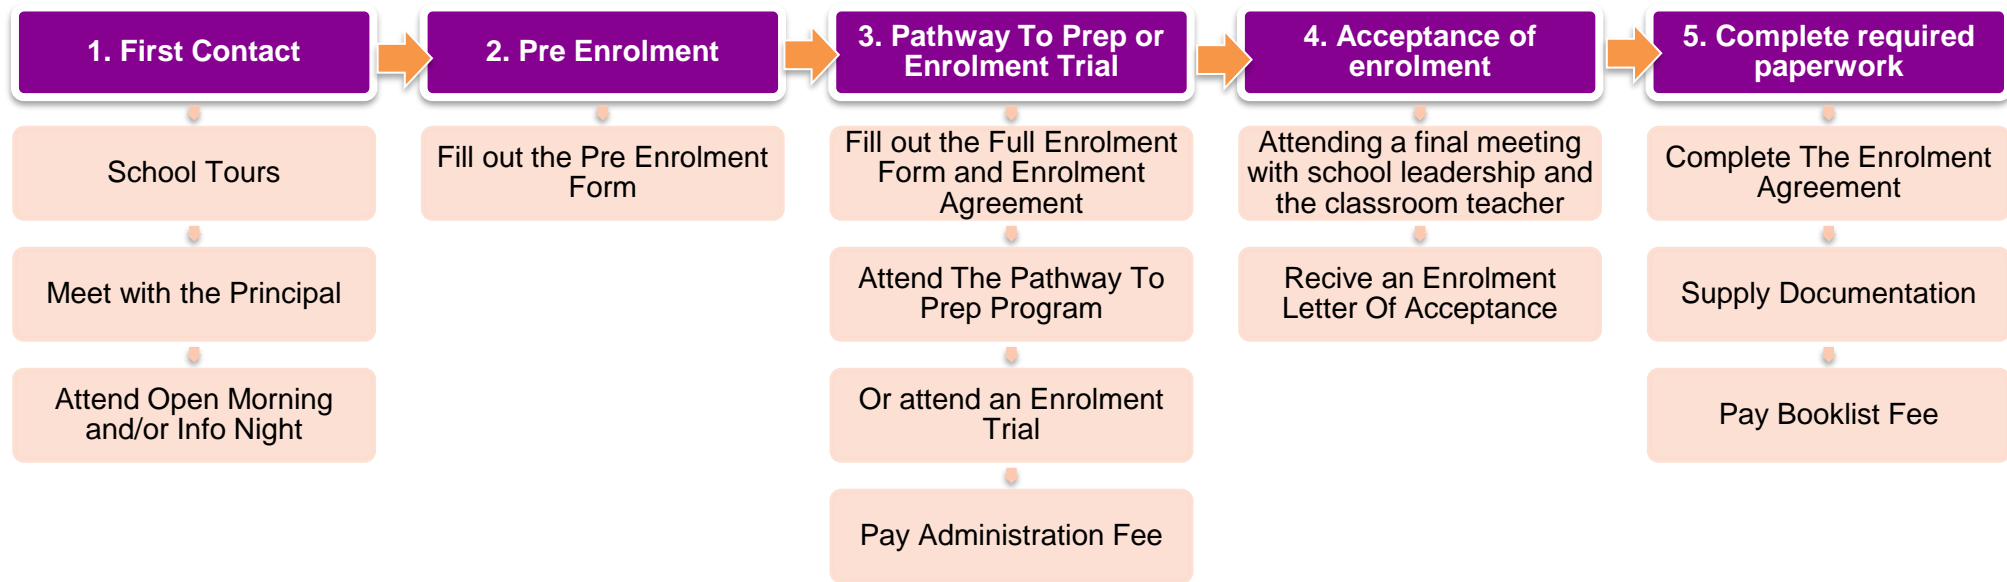 1. First Contact
School Tours
Meet with the Principal
Attend Open Morning
and/or Info Night
2. Pre Enrolment
Fill out the Pre Enrolment
Form
3. Pathway To Prep or
Enrolment Trial
Fill out the Full Enrolment
Form and Enrolment
Agreement
Attend The Pathway To
Prep Program
Or attend an Enrolment
Trial
Pay Administration Fee
4. Acceptance of
enrolment
Attending a final meeting
with school leadership and
the classroom teacher
Recive an Enrolment
Letter Of Acceptance
5. Complete required
paperwork
Complete The Enrolment
Agreement
Supply Documentation
Pay Booklist Fee